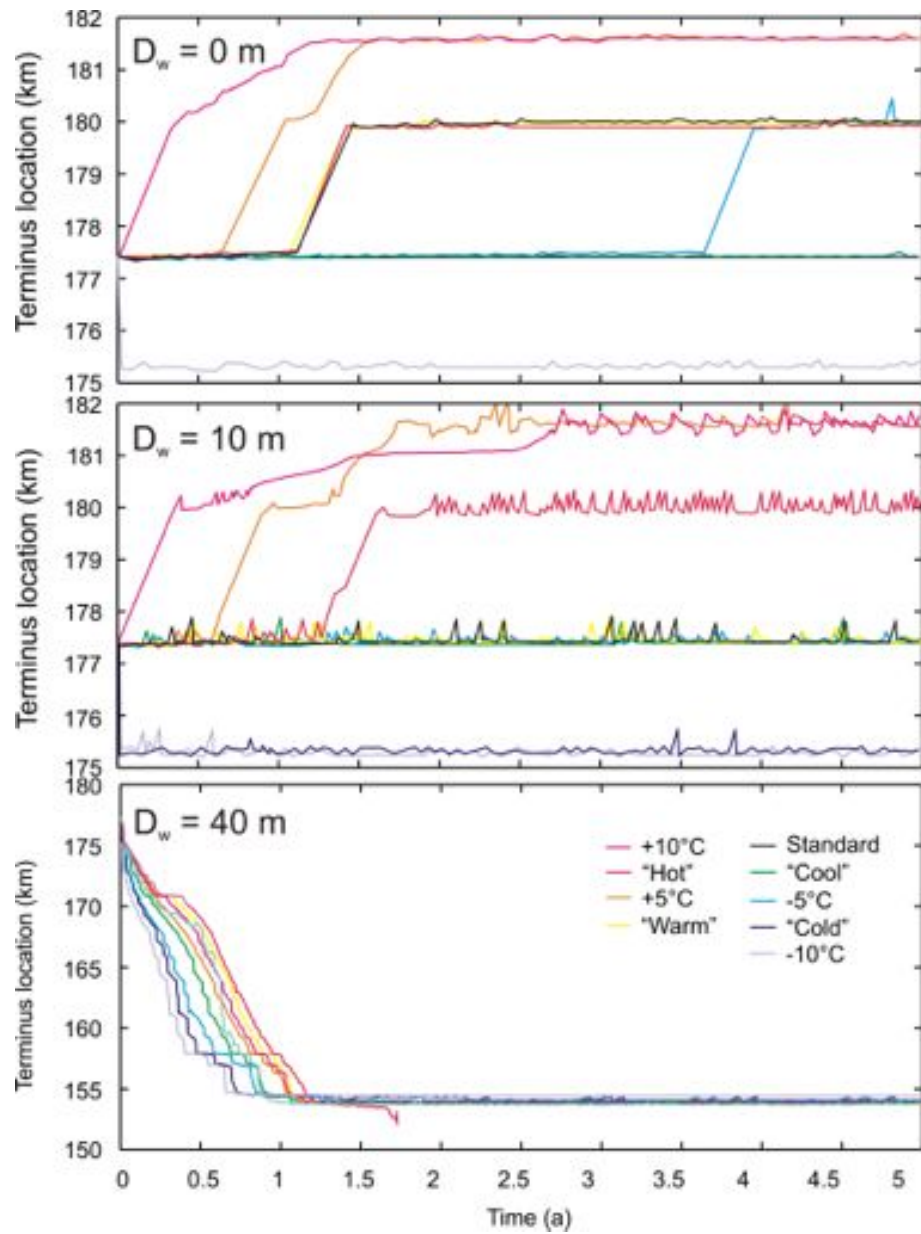 182
181
180
179
178
177
176
175
Terminus location (km)
D_w = 0 m
182
181
180
179
178
177
176
175
Terminus location (km)
D_w = 10 m
180
175
170
165
160
155
150
Terminus location (km)
D_w = 40 m
+10°C
"Hot"
+5°C
"Warm"
Standard
"Cool"
-5°C
"Cold"
-10°C
0 0.5 1 1.5 2 2.5 3 3.5 4 4.5 5
Time (a)